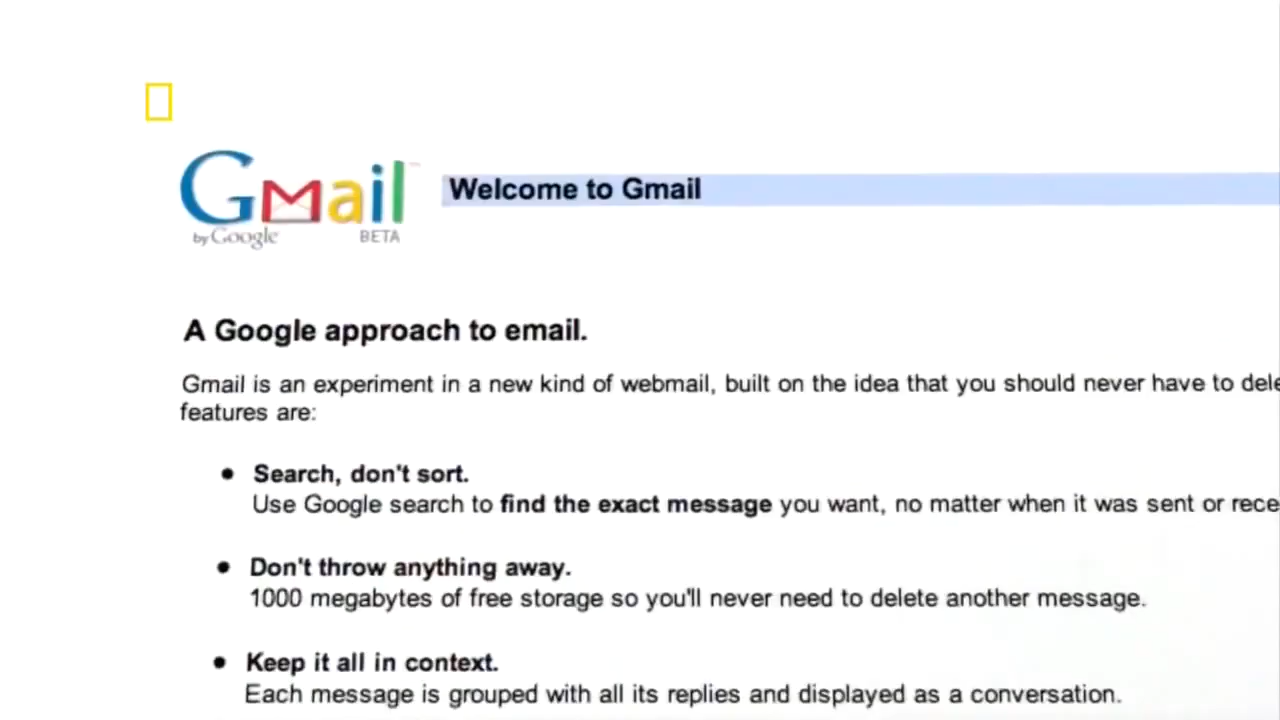 Gmail
by Google BETA
Welcome to Gmail
A Google approach to email.
Gmail is an experiment in a new kind of webmail, built on the idea that you should never have to
features are:
• Search, don't sort.
Use Google search to find the exact message you want, no matter when it was sent or
• Don't throw anything away.
1000 megabytes of free storage so you'll never need to delete another message.
• Keep it all in context.
Each message is grouped with all its replies and displayed as a conversation.